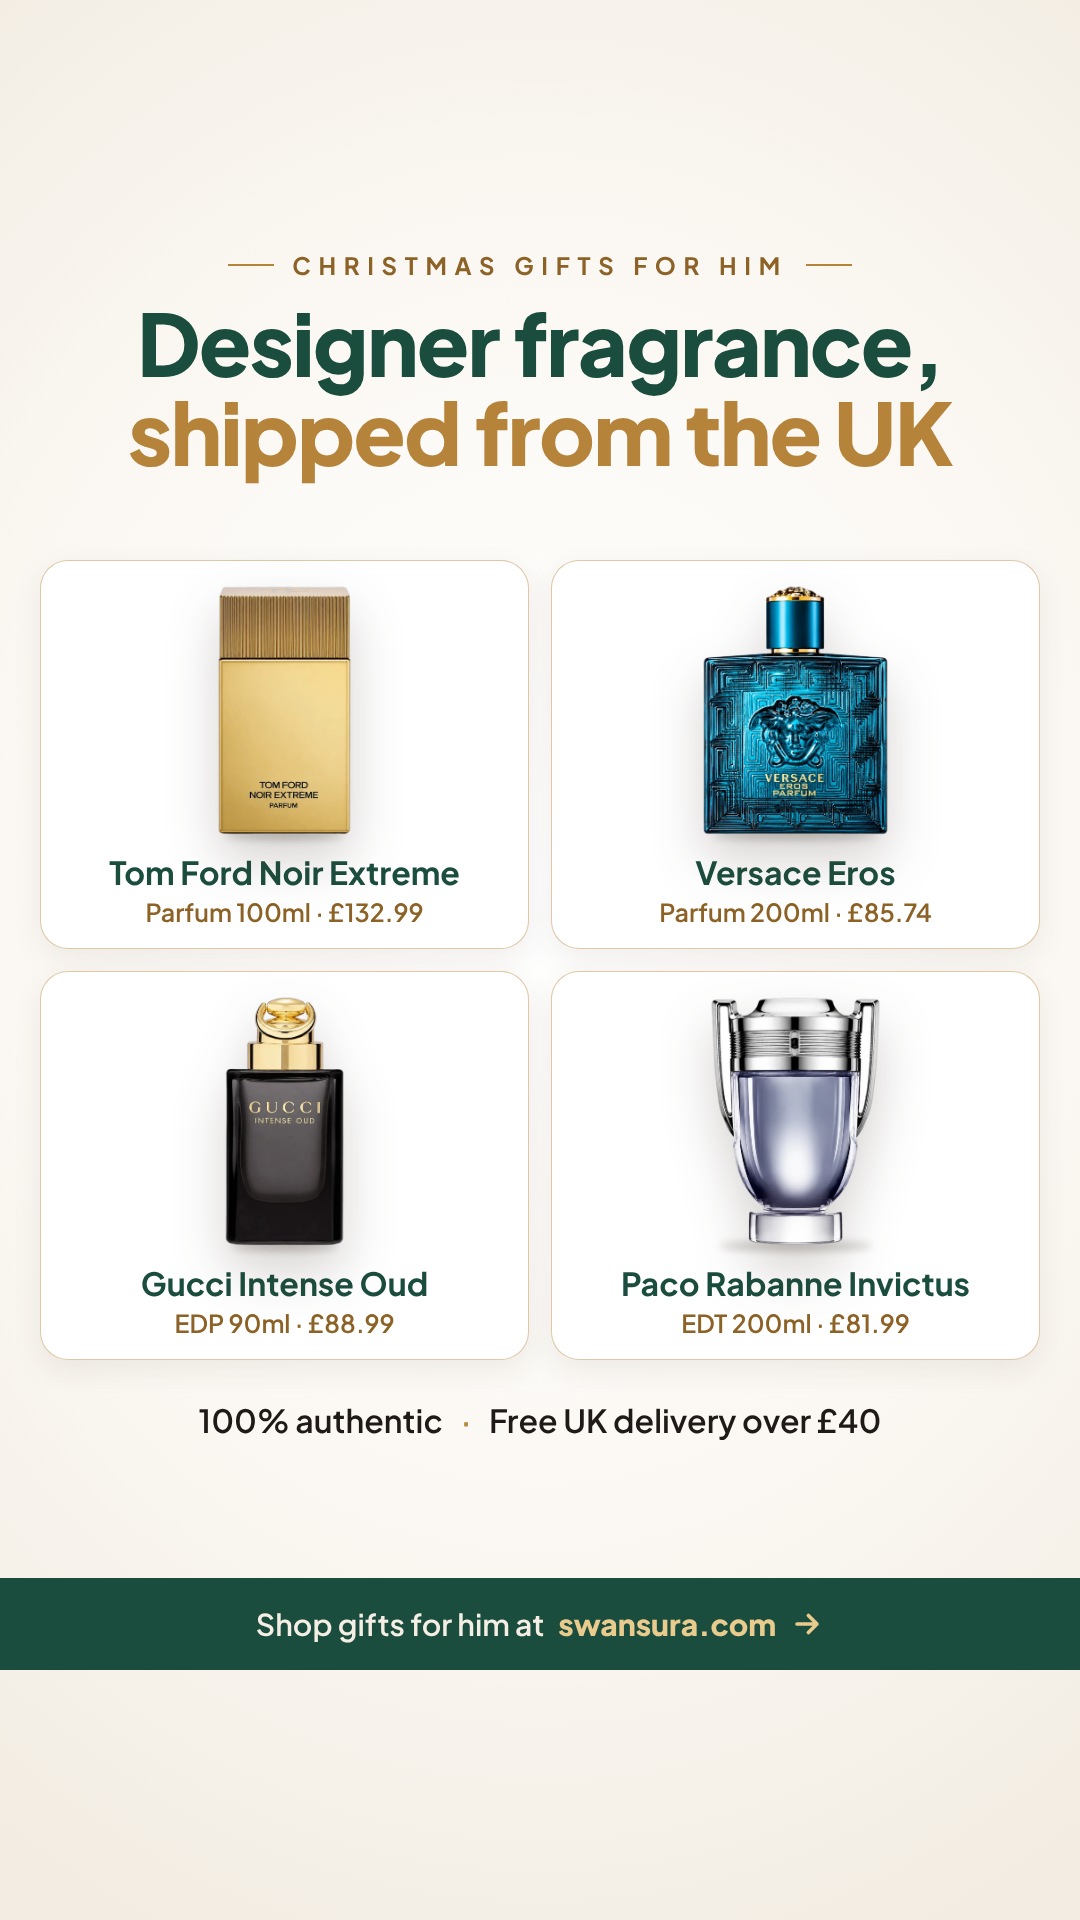 CHRISTMAS GIFTS FOR HIM
Designer fragrance,
shipped from the UK
TOM FORD
NOIR EXTREME
PARFUM
Tom Ford Noir Extreme
Parfum 100ml · £132.99
VERSACE
EROS
PARFUM
Versace Eros
Parfum 200ml · £85.74
GUCCI
INTENSE OUD
Gucci Intense Oud
EDP 90ml · £88.99
Paco Rabanne Invictus
EDT 200ml · £81.99
100% authentic · Free UK delivery over £40
Shop gifts for him at swansura.com →